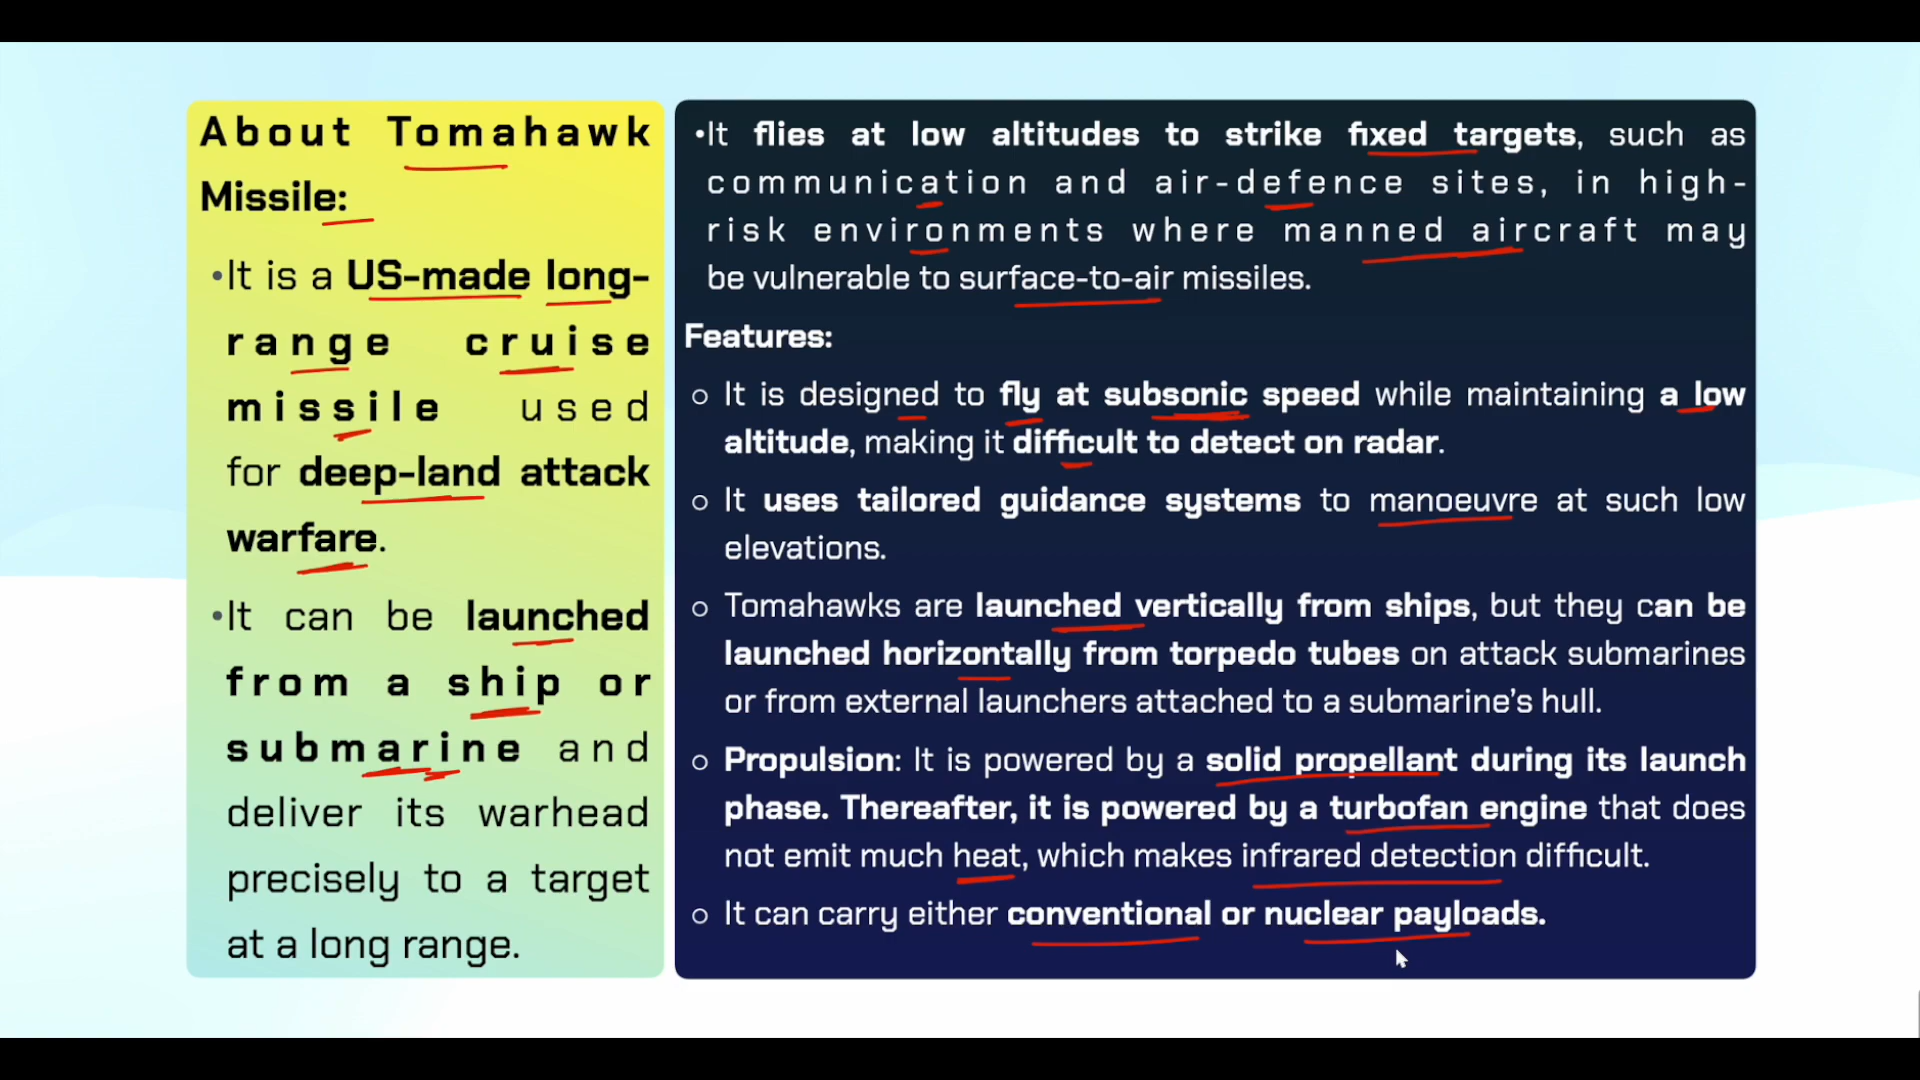 About Tomahawk
Missile:
•It is a US-made long-
range cruise
missile used
for deep-land attack
warfare.
•It can be launched
from a ship or
submarine and
deliver its warhead
precisely to a target
at a long range.
•It flies at low altitudes to strike fixed targets, such as
communication and air-defence sites, in high-
risk environments where manned aircraft may
be vulnerable to surface-to-air missiles.
Features:
○ It is designed to fly at subsonic speed while maintaining a low
altitude, making it difficult to detect on radar.
○ It uses tailored guidance systems to manoeuvre at such low
elevations.
○ Tomahawks are launched vertically from ships, but they can be
launched horizontally from torpedo tubes on attack submarines
or from external launchers attached to a submarine's hull.
○ Propulsion: It is powered by a solid propellant during its launch
phase. Thereafter, it is powered by a turbofan engine that does
not emit much heat, which makes infrared detection difficult.
○ It can carry either conventional or nuclear payloads.